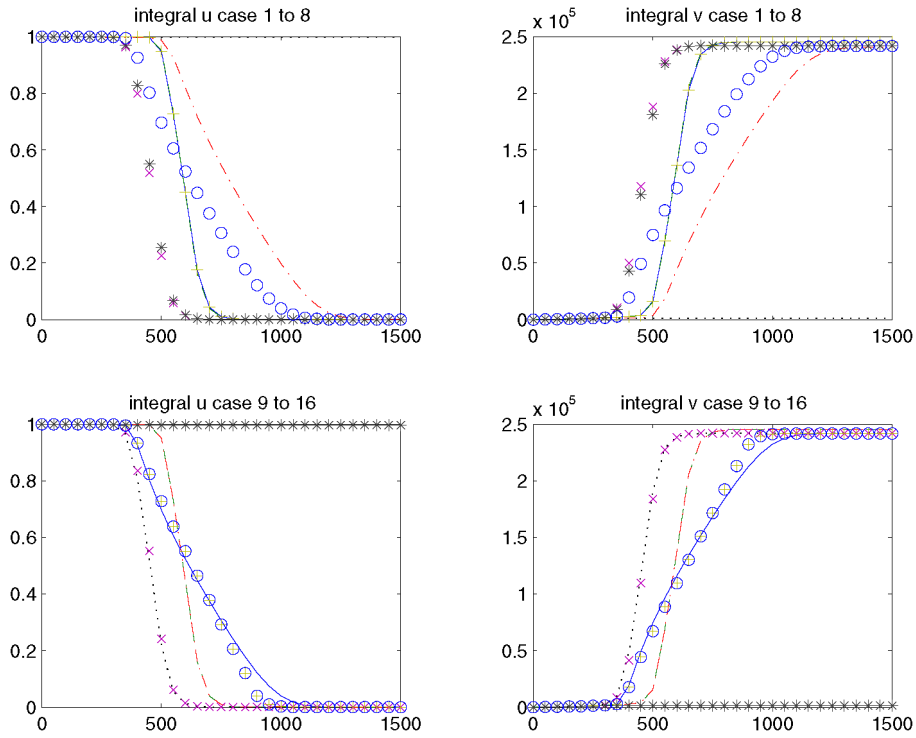 integral u case 1 to 8
1
0.8
0.6
0.4
0.2
0
0 500 1000 1500
integral v case 1 to 8
x 10^5
2.5
2
1.5
1
0.5
0
0 500 1000 1500
integral u case 9 to 16
1
0.8
0.6
0.4
0.2
0
0 500 1000 1500
integral v case 9 to 16
x 10^5
2.5
2
1.5
1
0.5
0
0 500 1000 1500